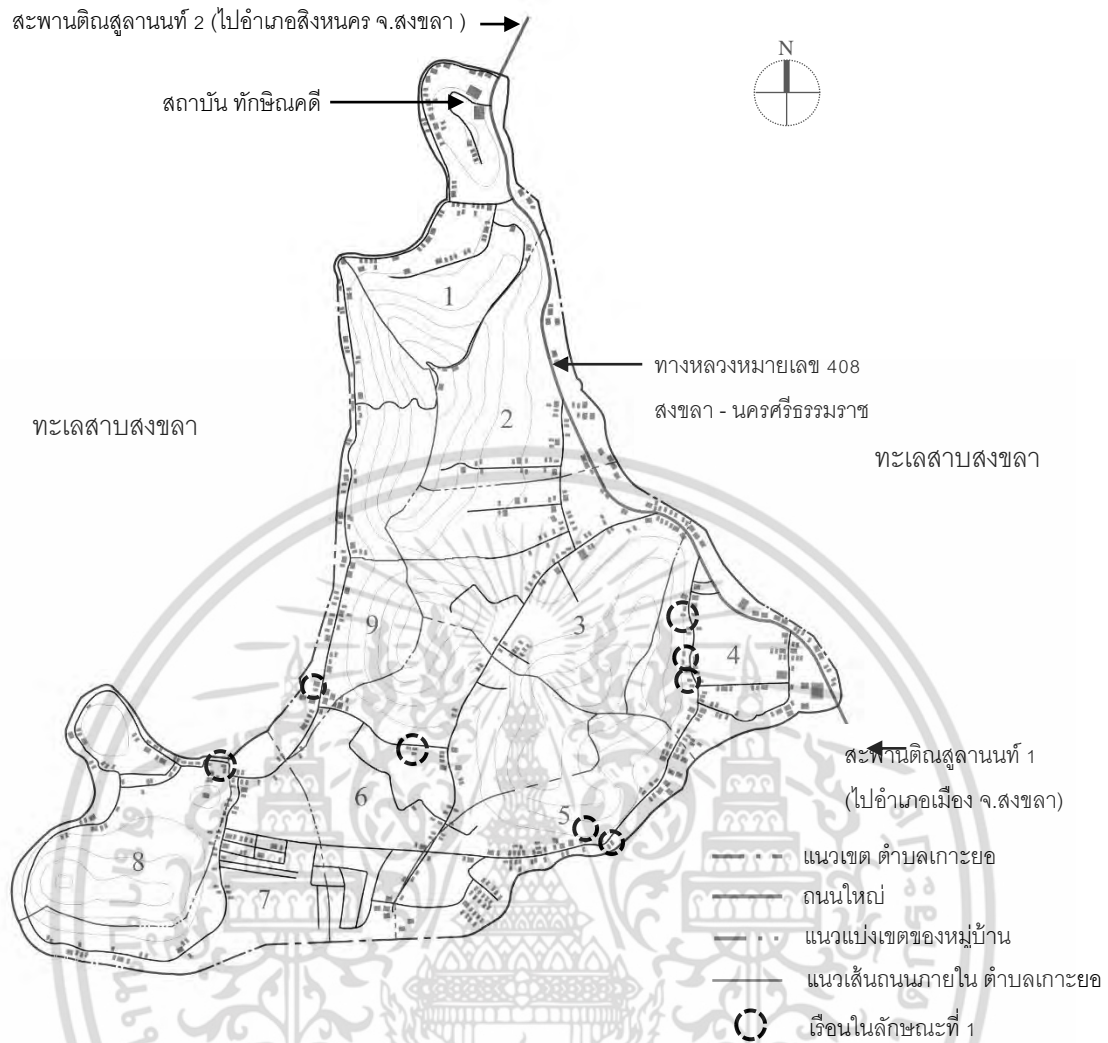 สะพานติณสูลานนท์ 2 (ไปอำเภอสิงหนคร จ.สงขลา )
N
สถาบัน ทักษิณคดี
1
ทางหลวงหมายเลข 408
สงขลา - นครศรีธรรมราช
2
ทะเลสาบสงขลา
ทะเลสาบสงขลา
9
3
4
สะพานติณสูลานนท์ 1
(ไปอำเภอเมือง จ.สงขลา)
6
5
8
7
แนวเขต ตำบลเกาะยอ
ถนนใหญ่
แนวแบ่งเขตของหมู่บ้าน
แนวเส้นถนนภายใน ตำบลเกาะยอ
เรือนในลักษณะที่ 1